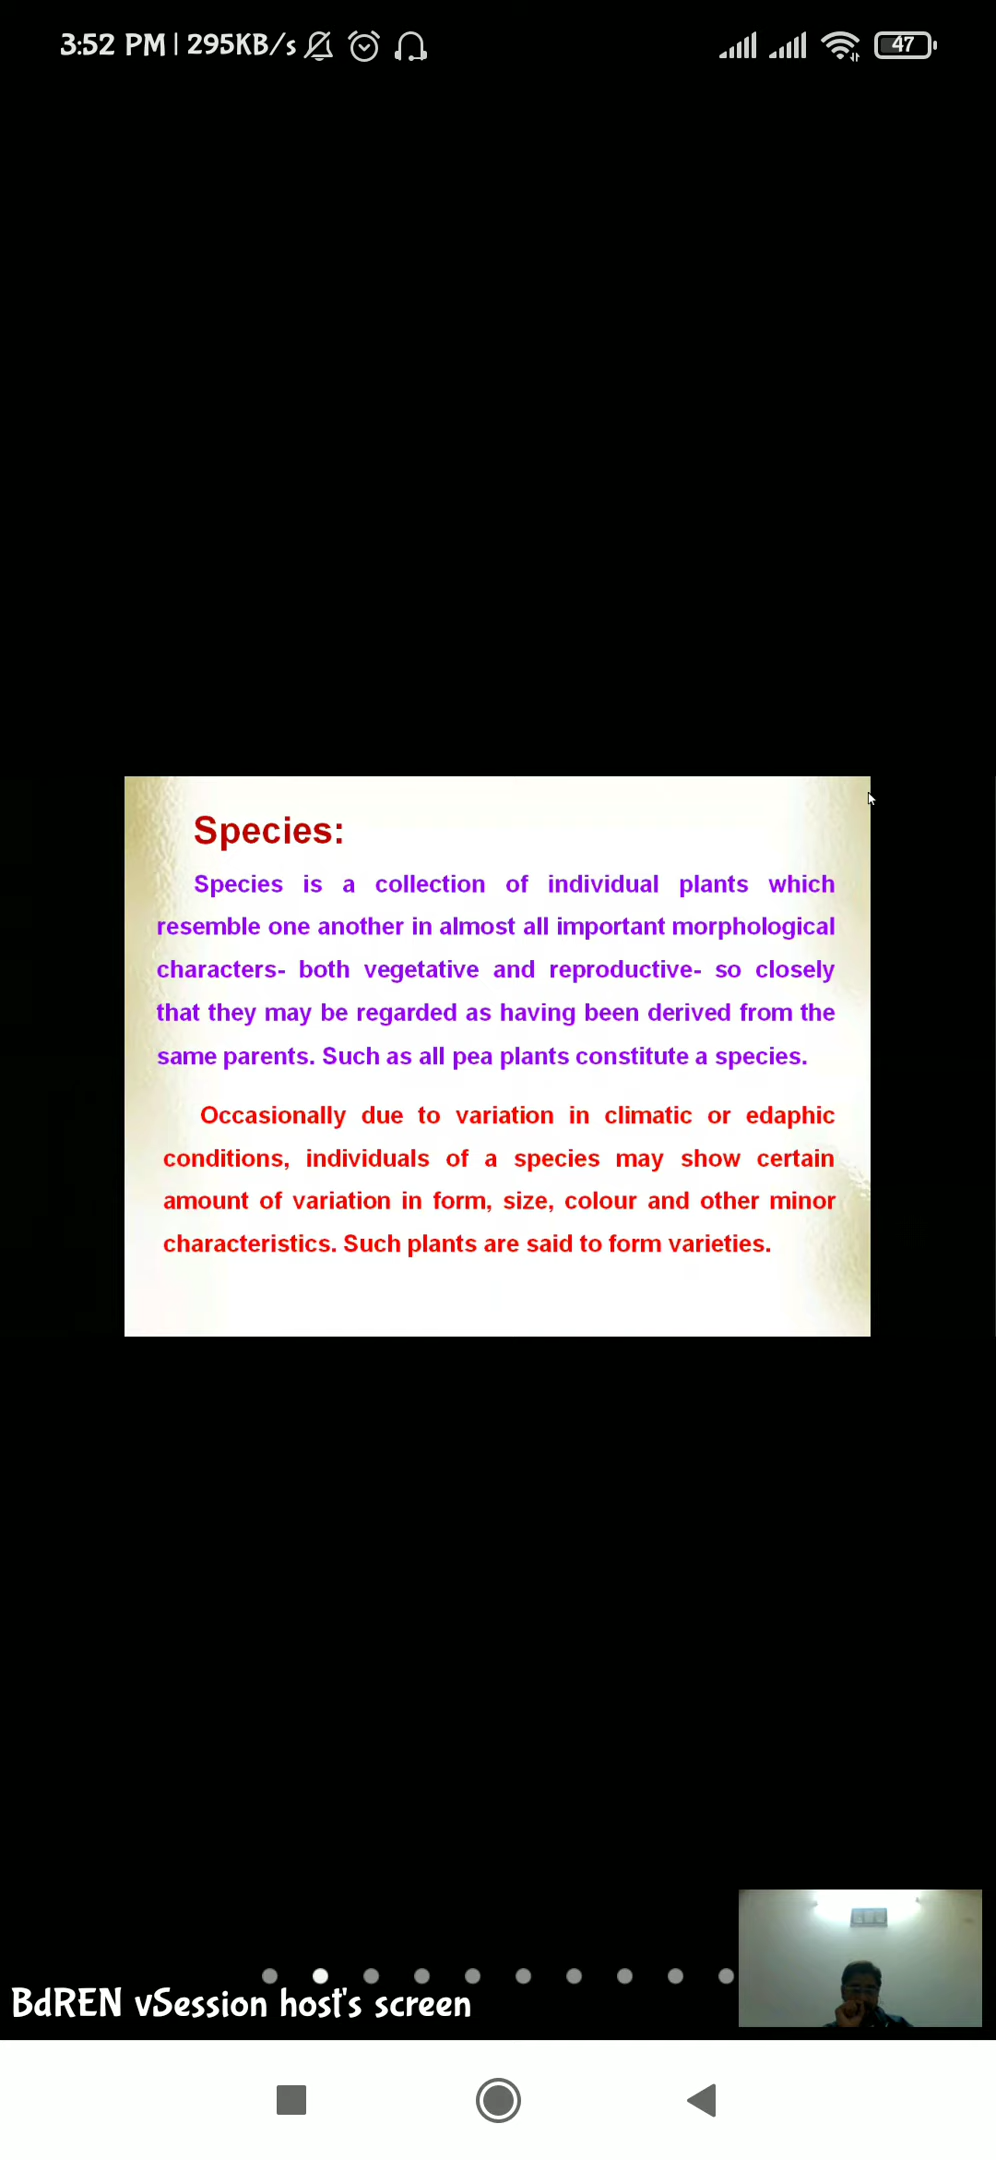 3:52 PM | 295KB/s
47
Species:
Species is a collection of individual plants which
resemble one another in almost all important morphological
characters- both vegetative and reproductive- so closely
that they may be regarded as having been derived from the
same parents. Such as all pea plants constitute a species.
Occasionally due to variation in climatic or edaphic
conditions, individuals of a species may show certain
amount of variation in form, size, colour and other minor
characteristics. Such plants are said to form varieties.
BdREN vSession host's screen